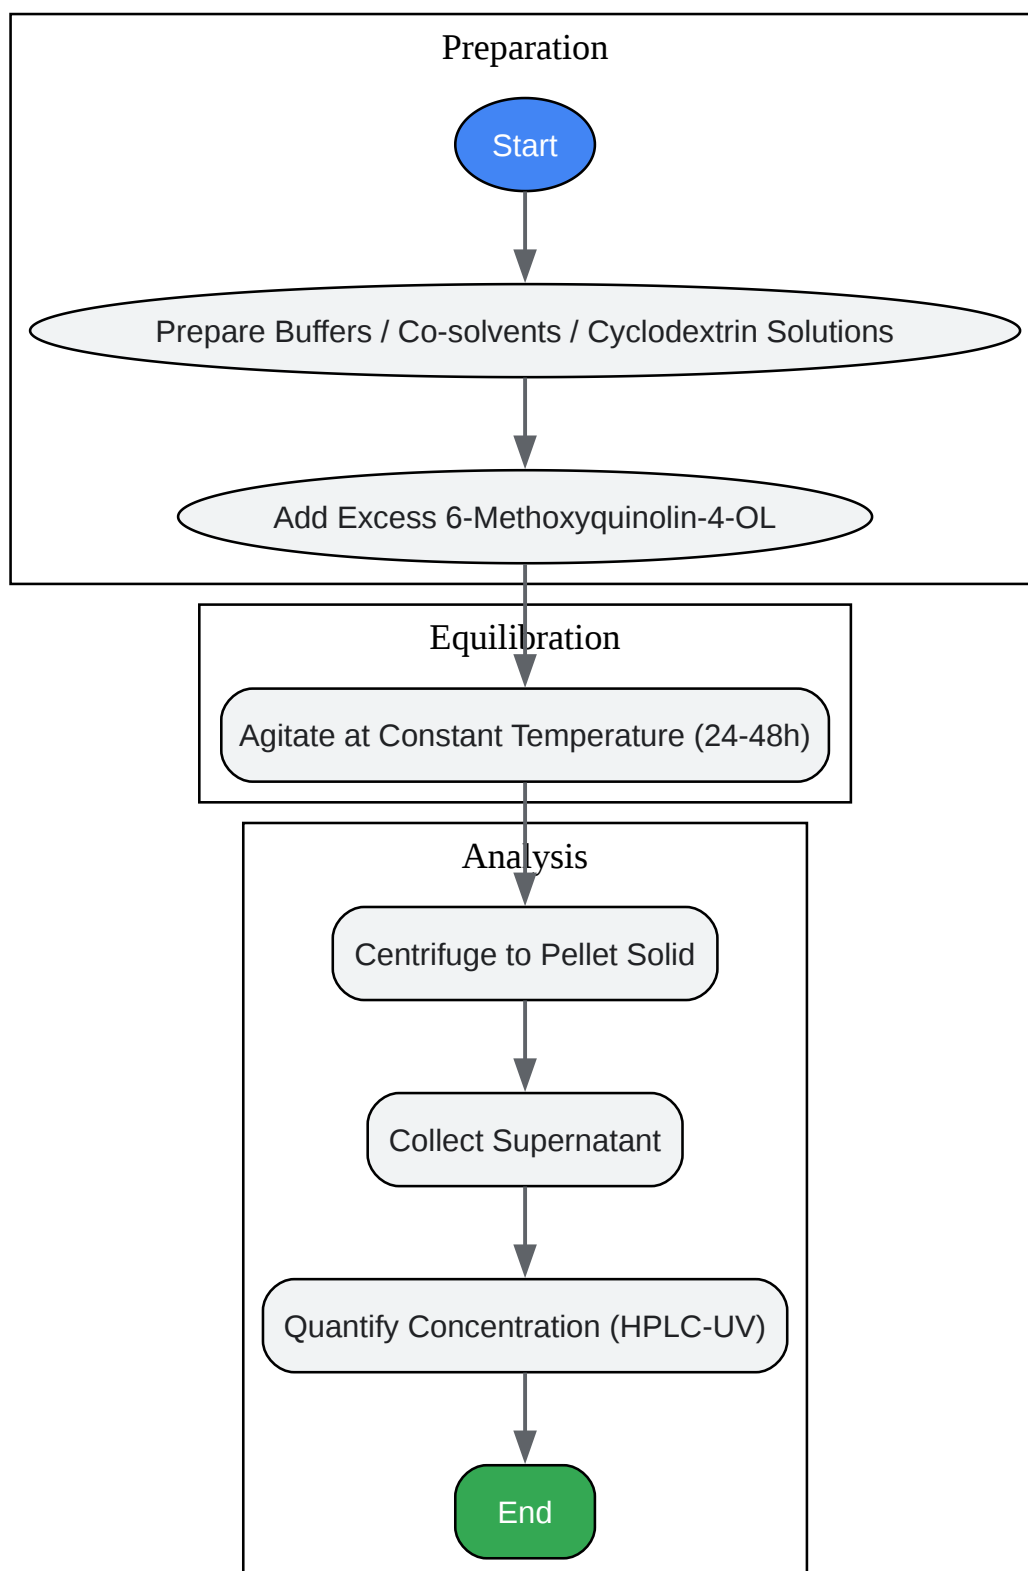 Preparation
Start
Prepare Buffers / Co-solvents / Cyclodextrin Solutions
Add Excess 6-Methoxyquinolin-4-OL
Equilibration
Agitate at Constant Temperature (24-48h)
Analysis
Centrifuge to Pellet Solid
Collect Supernatant
Quantify Concentration (HPLC-UV)
End